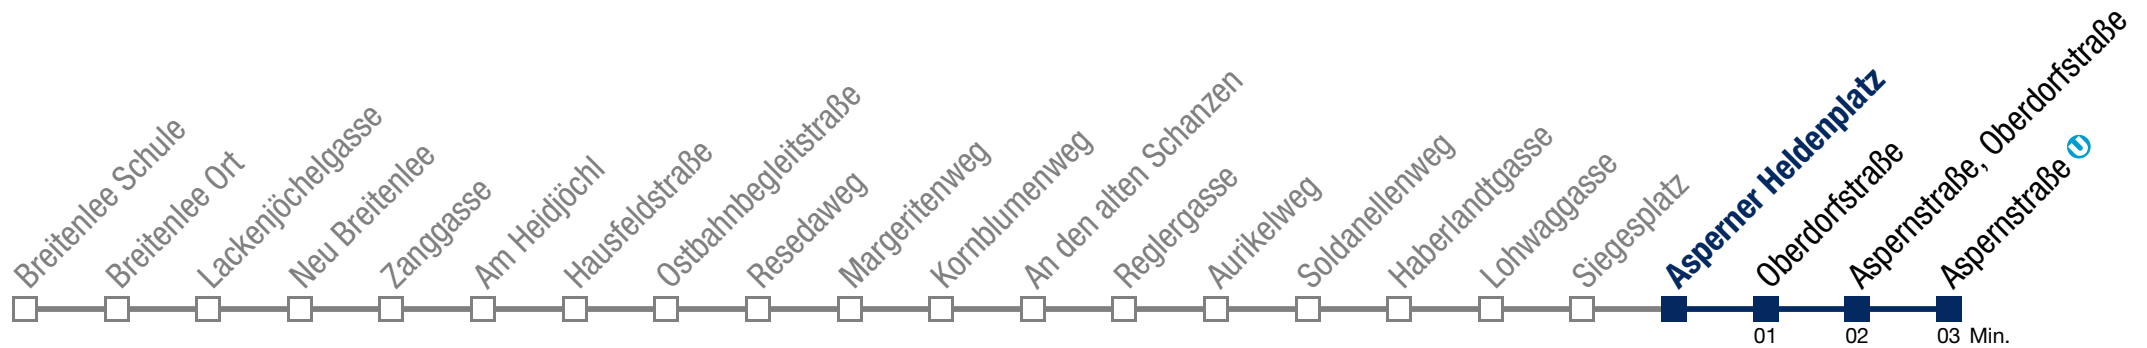 Breitenlee Schule
Breitenlee Ort
Lackenjöchelgasse
Neu Breitenlee
Zanggasse
Am Heidjöchl
Hausfeldstraße
Ostbahnbegleitstraße
Resedaweg
Margeritenweg
Kornblumenweg
An den alten Schanzen
Reglergasse
Aurikelweg
Soldanellenweg
Haberlandtgasse
Lohwaggasse
Siegesplatz
Asperner Heldenplatz
Oberdorfstraße
Aspernstraße, Oberdorfstraße
Aspernstraße U
01 02 03 Min.